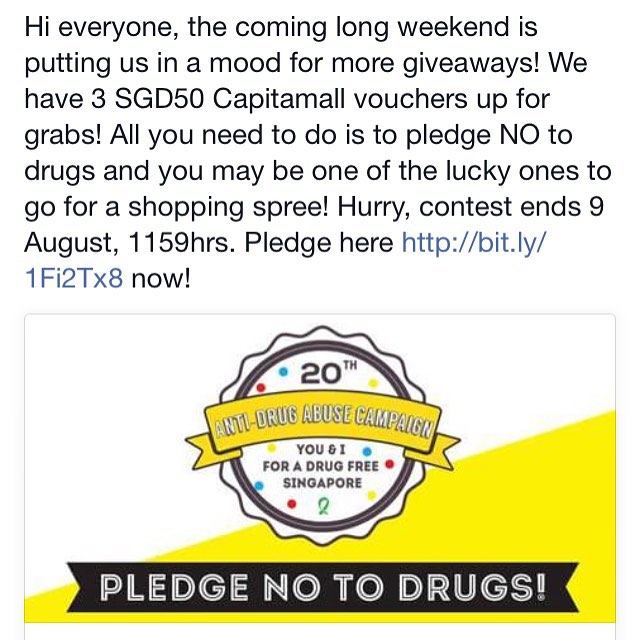 Hi everyone, the coming long weekend is
putting us in a mood for more giveaways! We
have 3 SGD50 Capitamall vouchers up for
grabs! All you need to do is to pledge NO to
drugs and you may be one of the lucky ones to
go for a shopping spree! Hurry, contest ends 9
August, 1159hrs. Pledge here http://bit.ly/
1Fi2Tx8 now!
20TH
ANTI-DRUG ABUSE CAMPAIGN
YOU & I
FOR A DRUG FREE
SINGAPORE
PLEDGE NO TO DRUGS!